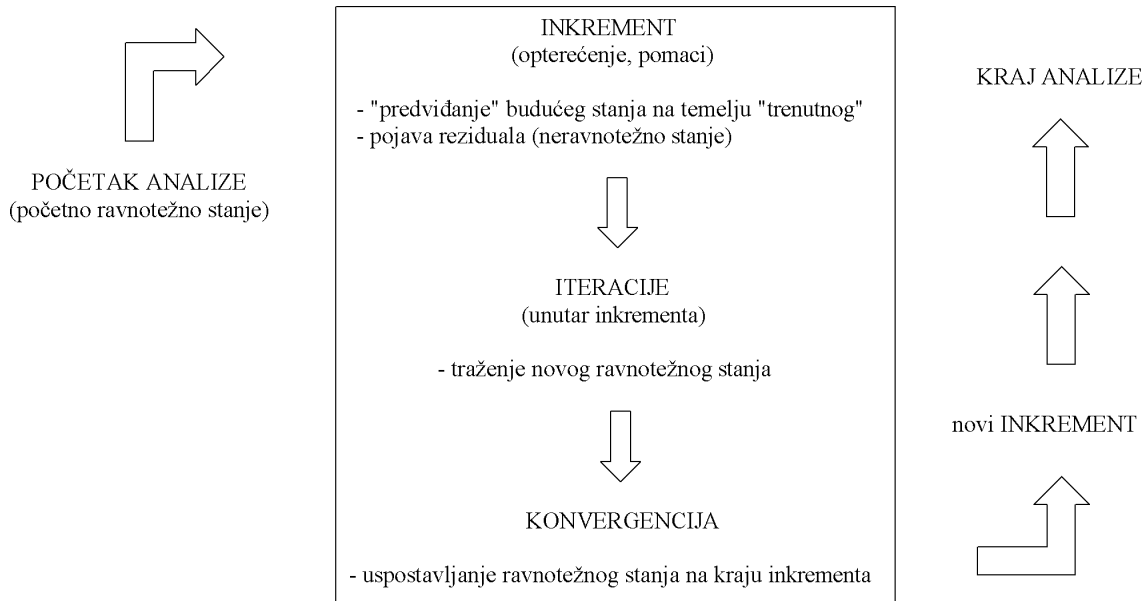 POČETAK ANALIZE
(početno ravnotežno stanje)
INKREMENT
(opterećenje, pomaci)
- "predviđanje" budućeg stanja na temelju "trenutnog"
- pojava reziduala (neravnotežno stanje)
ITERACIJE
(unutar inkrementa)
- traženje novog ravnotežnog stanja
KONVERGENCIJA
- uspostavljanje ravnotežnog stanja na kraju inkrementa
novi INKREMENT
KRAJ ANALIZE